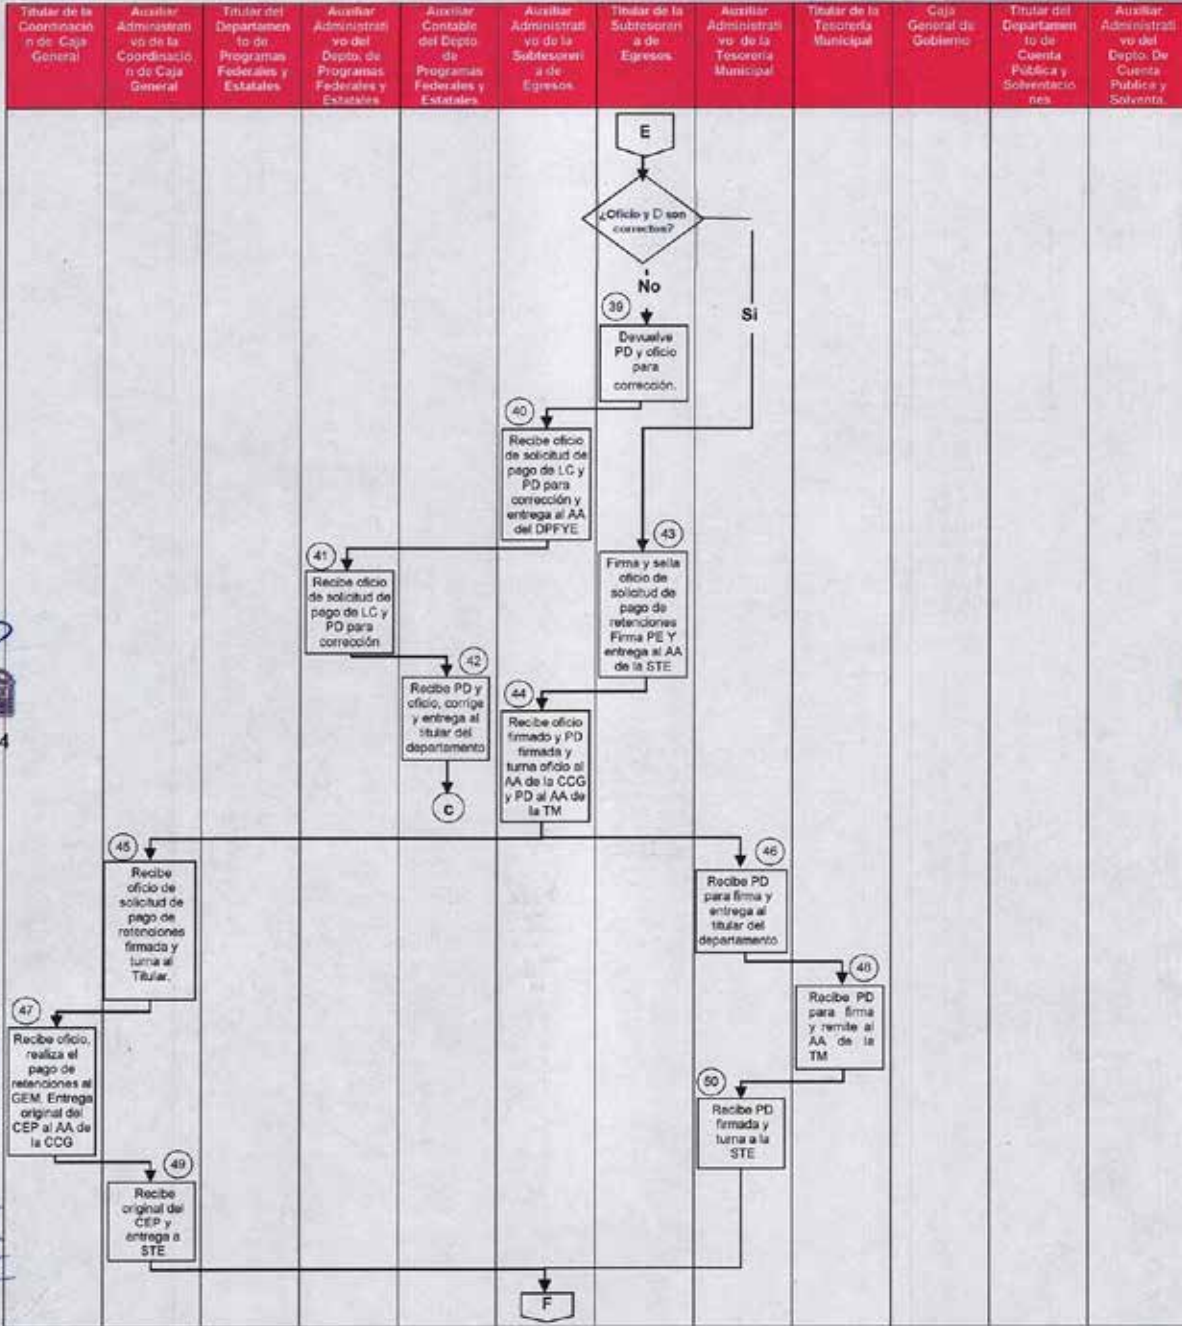 Titular de la
Coordinació
n de Caja
General
Auxiliar
Administrati
vo de la
Coordinació
n de Caja
General
Titular del
Departamen
to de
Programas
Federales y
Estatales
Auxiliar
Administrati
vo del
Depto. de
Programas
Federales y
Estatales
Auxiliar
Contable
del Depto.
de
Programas
Federales y
Estatales
Auxiliar
Administrati
vo de la
Subtesorerí
a de
Egresos
Titular de la
Subtesorerí
a de
Egresos
Auxiliar
Administrati
vo de la
Tesorería
Municipal
Titular de la
Tesorería
Municipal
Caja
General de
Gobierno
Titular del
Departamen
to de
Cuenta
Pública y
Solventacio
nes
Auxiliar
Administrati
vo del
Depto. De
Cuenta
Publica y
Solventa.
E
¿Oficio y D son
correctos?
No
Si
39
Devuelve
PD y oficio
para
corrección.
40
Recibe oficio
de solicitud de
pago de LC y
PD para
corrección y
entrega al AA
del DPFYE
41
Recibe oficio
de solicitud de
pago de LC y
PD para
corrección
42
Recibe PD y
oficio, corrige
y entrega al
titular del
departamento
C
43
Firma y sella
oficio de
solicitud de
pago de
retenciones
Firma PE Y
entrega al AA
de la STE
44
Recibe oficio
firmado y PD
firmada y
turna oficio al
AA de la CCG
y PD al AA de
la TM
4
45
Recibe
oficio de
solicitud de
pago de
retenciones
firmada y
turna al
Titular.
46
Recibe PD
para firma y
entrega al
titular del
departamento
47
Recibe oficio,
realiza el
pago de
retenciones al
GEM. Entrega
original del
CEP al AA de
la CCG
48
Recibe PD
para firma
y remite al
AA de la
TM
49
Recibe
original del
CEP y
entrega a
STE
50
Recibe PD
firmada y
turna a la
STE
F